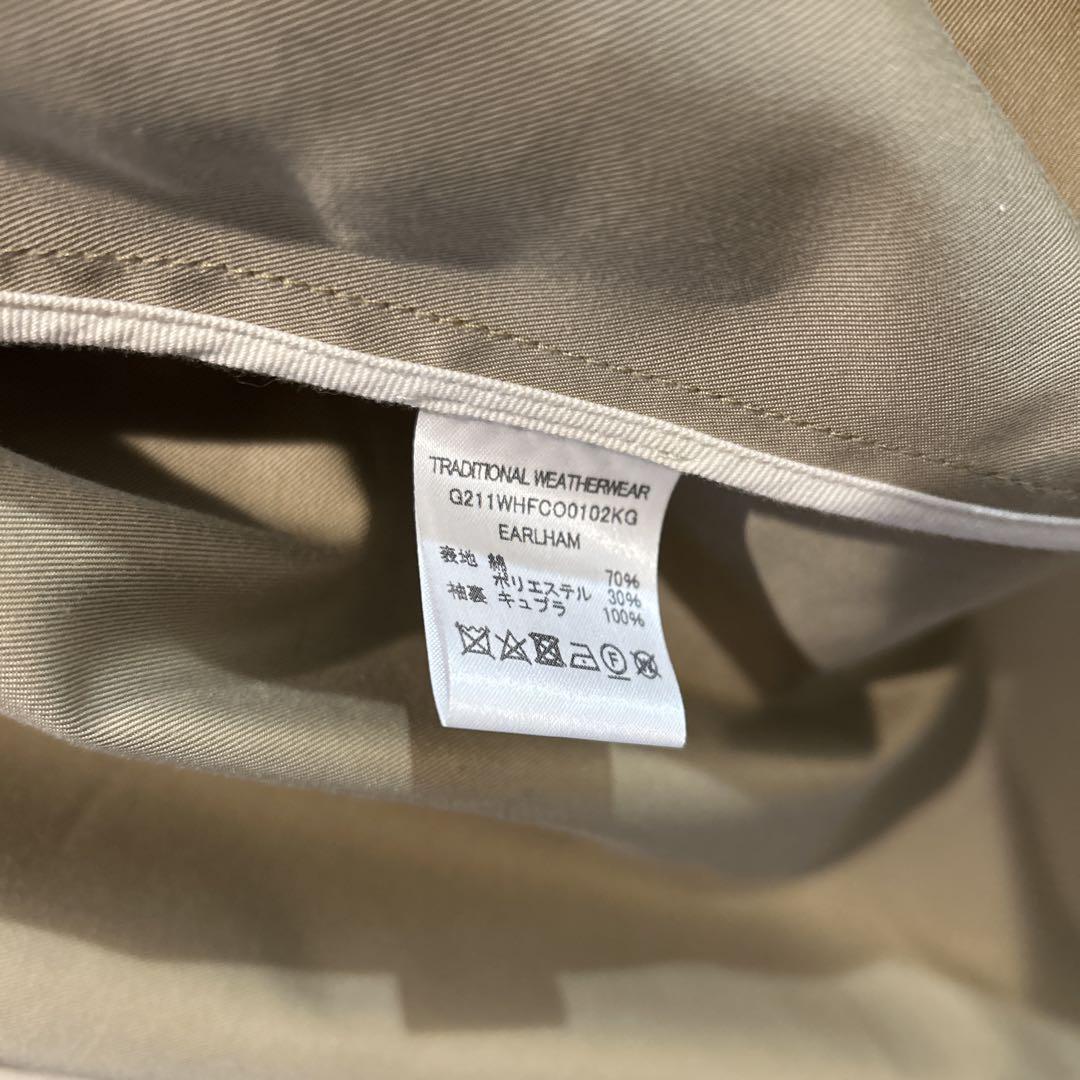 TRADITIONAL WEATHERWEAR
G211WHFCO0102KG
EARLHAM
表地 綿 70%
ポリエステル 30%
袖裏 キュプラ 100%
F